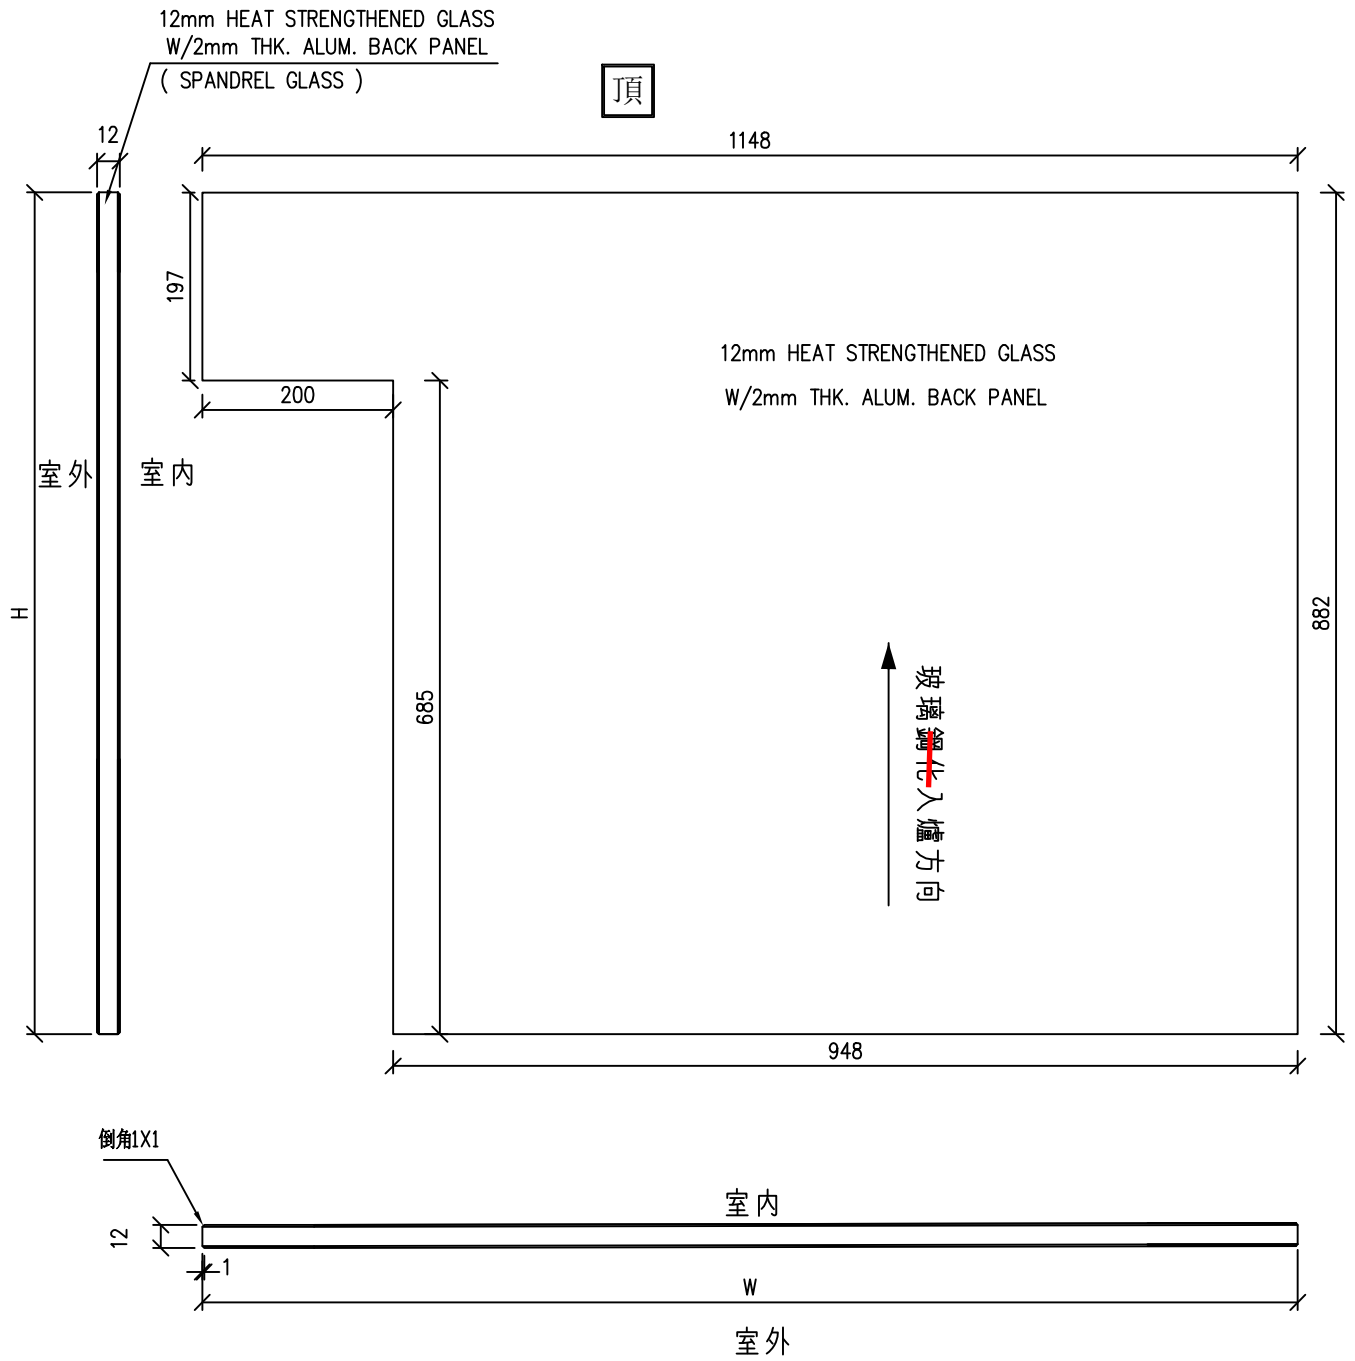 12mm HEAT STRENGTHENED GLASS
W/2mm THK. ALUM. BACK PANEL
( SPANDREL GLASS )
頂
12
1148
197
200
12mm HEAT STRENGTHENED GLASS
W/2mm THK. ALUM. BACK PANEL
室外
室内
H
882
685
玻璃鋼化入爐方向
948
倒角1X1
室内
12
1
W
室外